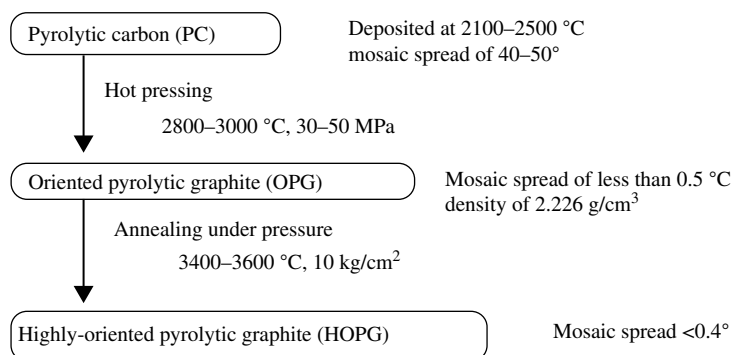 Pyrolytic carbon (PC)
Deposited at 2100–2500 °C
mosaic spread of 40–50°
Hot pressing
2800–3000 °C, 30–50 MPa
Oriented pyrolytic graphite (OPG)
Mosaic spread of less than 0.5 °C
density of 2.226 g/cm³
Annealing under pressure
3400–3600 °C, 10 kg/cm²
Highly-oriented pyrolytic graphite (HOPG)
Mosaic spread <0.4°